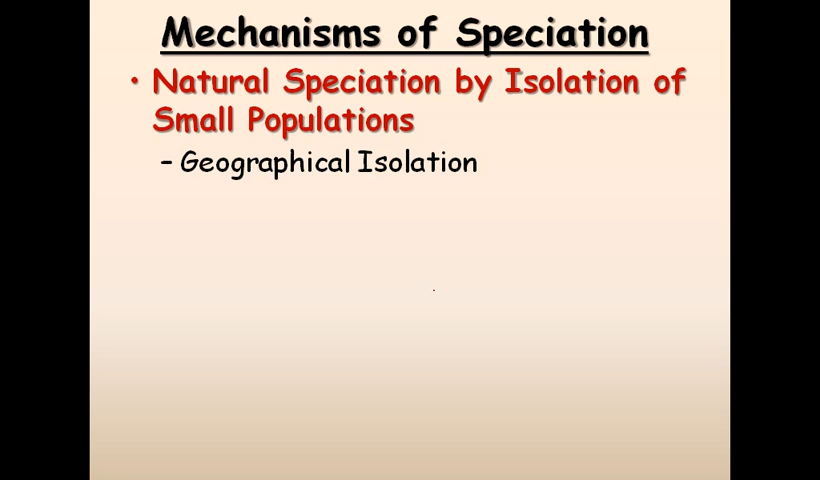 Mechanisms of Speciation
• Natural Speciation by Isolation of
Small Populations
– Geographical Isolation